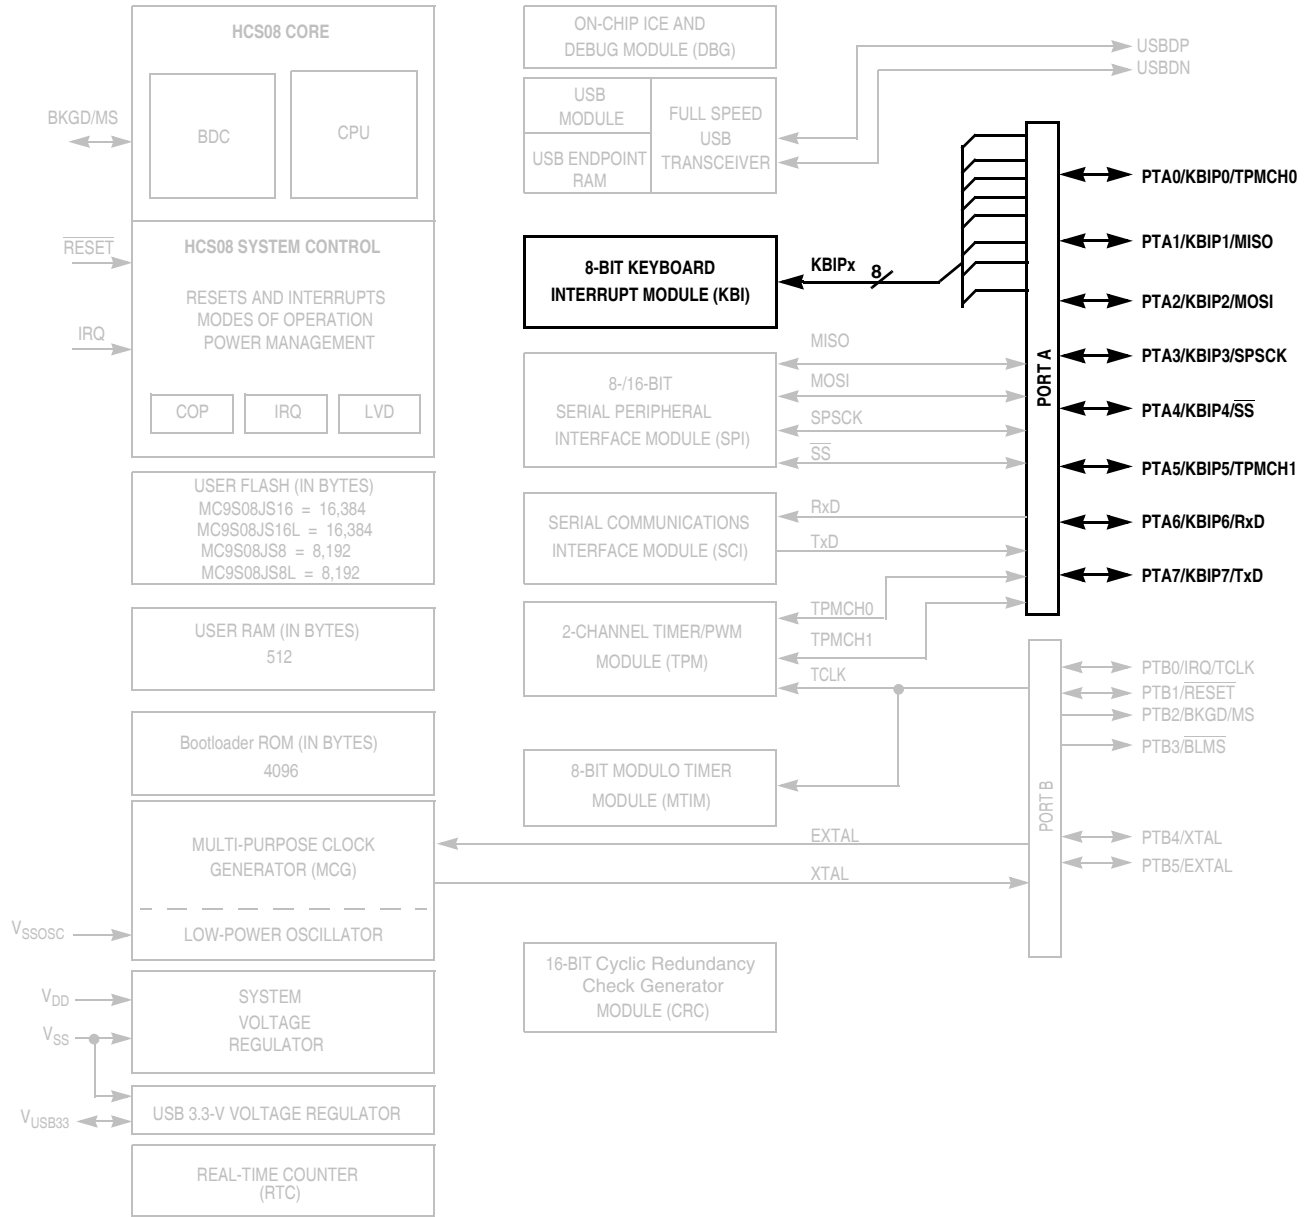 HCS08 CORE
BDC
CPU
BKGD/MS
HCS08 SYSTEM CONTROL
RESET
RESETS AND INTERRUPTS
MODES OF OPERATION
POWER MANAGEMENT
IRQ
COP
IRQ
LVD
USER FLASH (IN BYTES)
MC9S08JS16 = 16,384
MC9S08JS16L = 16,384
MC9S08JS8 = 8,192
MC9S08JS8L = 8,192
USER RAM (IN BYTES)
512
Bootloader ROM (IN BYTES)
4096
MULTI-PURPOSE CLOCK
GENERATOR (MCG)
LOW-POWER OSCILLATOR
VSSOSC
VDD
VSS
SYSTEM
VOLTAGE
REGULATOR
VUSB33
USB 3.3-V VOLTAGE REGULATOR
REAL-TIME COUNTER
(RTC)
ON-CHIP ICE AND
DEBUG MODULE (DBG)
USB
MODULE
USB ENDPOINT
RAM
FULL SPEED
USB
TRANSCEIVER
8-BIT KEYBOARD
INTERRUPT MODULE (KBI)
KBIPx
8
8-/16-BIT
SERIAL PERIPHERAL
INTERFACE MODULE (SPI)
MISO
MOSI
SPSCK
SS
SERIAL COMMUNICATIONS
INTERFACE MODULE (SCI)
RxD
TxD
2-CHANNEL TIMER/PWM
MODULE (TPM)
TPMCH0
TPMCH1
TCLK
8-BIT MODULO TIMER
MODULE (MTIM)
EXTAL
XTAL
16-BIT Cyclic Redundancy
Check Generator
MODULE (CRC)
USBDP
USBDN
PORT A
PTA0/KBIP0/TPMCH0
PTA1/KBIP1/MISO
PTA2/KBIP2/MOSI
PTA3/KBIP3/SPSCK
PTA4/KBIP4/SS
PTA5/KBIP5/TPMCH1
PTA6/KBIP6/RxD
PTA7/KBIP7/TxD
PORT B
PTB0/IRQ/TCLK
PTB1/RESET
PTB2/BKGD/MS
PTB3/BLMS
PTB4/XTAL
PTB5/EXTAL